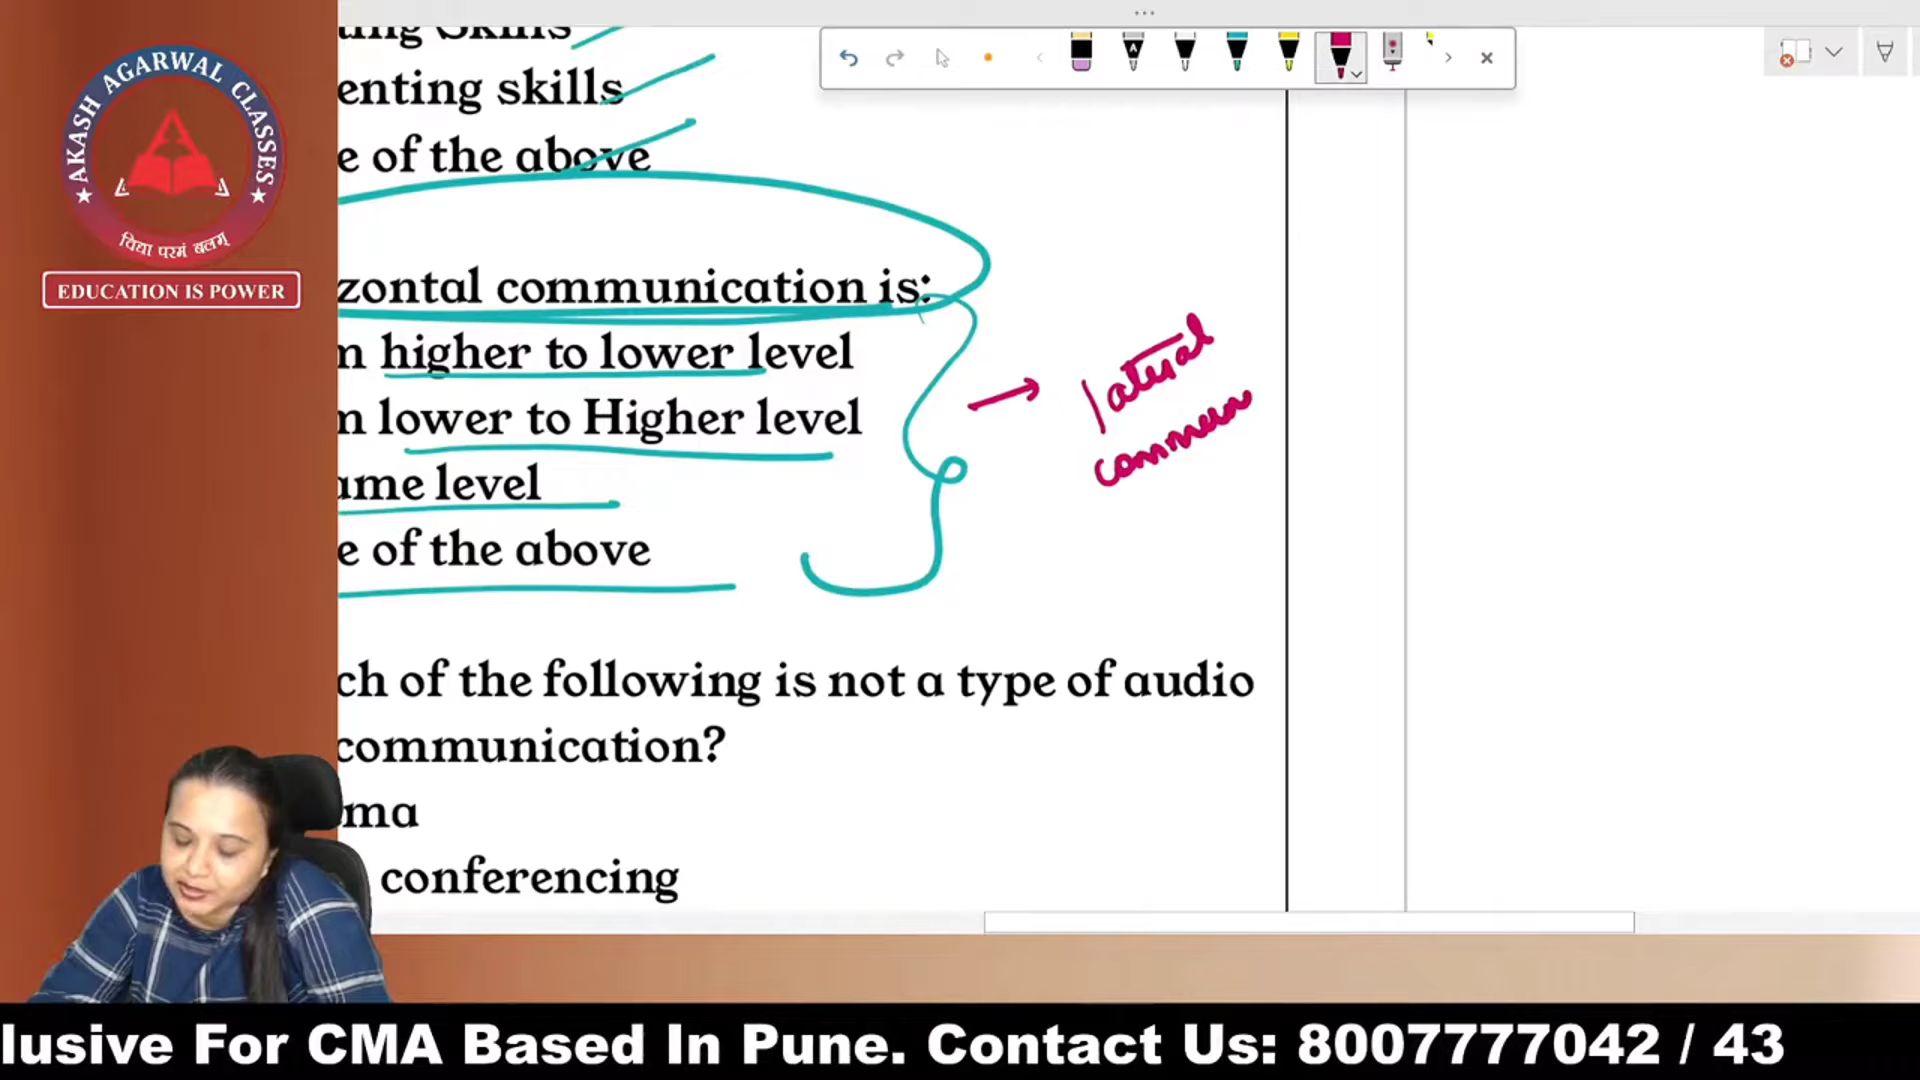 AKASH AGARWAL CLASSES
विद्या परमं बलम्
EDUCATION IS POWER
enting skills
e of the above
zontal communication is:
m higher to lower level
m lower to Higher level
ame level
e of the above
lateral
commun
ch of the following is not a type of audio
communication?
ma
conferencing
lusive For CMA Based In Pune. Contact Us: 8007777042 / 43